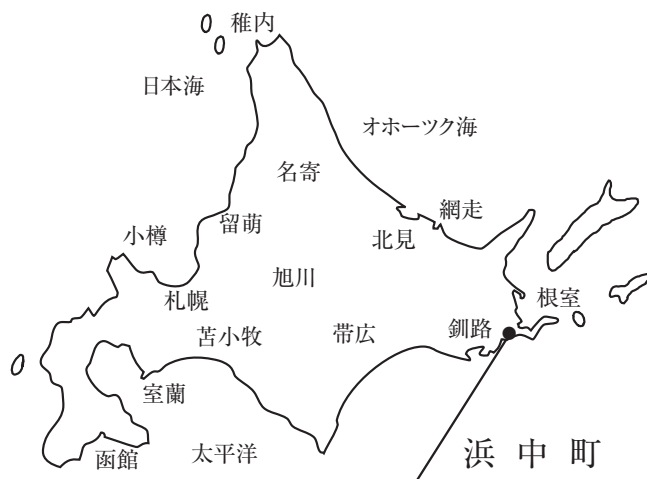 稚内
日本海
オホーツク海
名寄
網走
留萌
北見
小樽
旭川
札幌
根室
苫小牧
帯広
釧路
室蘭
函館
太平洋
浜中町